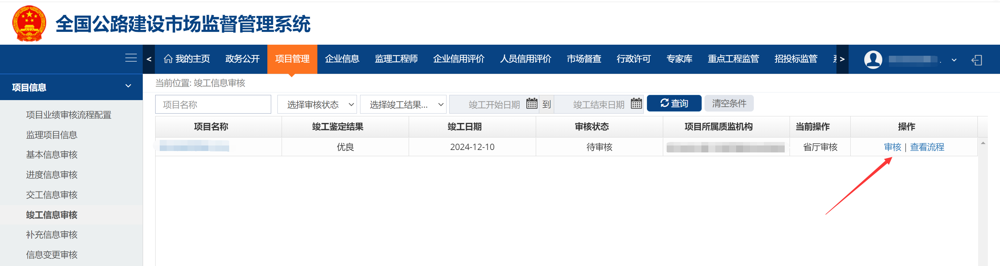 全国公路建设市场监督管理系统
< 我的主页 政务公开 项目管理 企业信息 监理工程师 企业信用评价 人员信用评价 市场督查 行政许可 专家库 重点工程监管 招投标监管 >
项目信息
项目业绩审核流程配置
监理项目信息
基本信息审核
进度信息审核
交工信息审核
竣工信息审核
补充信息审核
信息变更审核
当前位置: 竣工信息审核
项目名称 选择审核状态 选择竣工结果... 竣工开始日期 到 竣工结束日期 查询 清空条件
项目名称 竣工鉴定结果 竣工日期 审核状态 项目所属质监机构 当前操作 操作
优良 2024-12-10 待审核 省厅审核 审核 | 查看流程